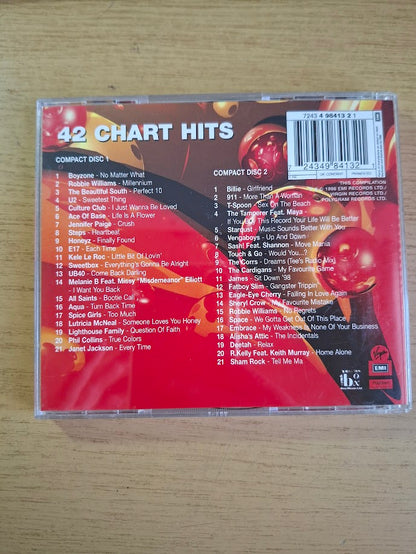 42 CHART HITS
7243 4 98413 2 1
7 24349 84132 1
COMPACT DISC 1
1 Boyzone - No Matter What
2 Robbie Williams - Millennium
3 The Beautiful South - Perfect 10
4 U2 - Sweetest Thing
5 Culture Club - I Just Wanna Be Loved
6 Ace Of Base - Life Is A Flower
7 Jennifer Paige - Crush
8 Steps - Heartbeat
9 Honeyz - Finally Found
10 E17 - Each Time
11 Kele Le Roc - Little Bit Of Lovin'
12 Sweetbox - Everything's Gonna Be Alright
13 UB40 - Come Back Darling
14 Melanie B Feat. Missy "Misdemeanor" Elliott
- I Want You Back
15 All Saints - Bootie Call
16 Aqua - Turn Back Time
17 Spice Girls - Too Much
18 Lutricia McNeal - Someone Loves You Honey
19 Lighthouse Family - Question Of Faith
20 Phil Collins - True Colors
21 Janet Jackson - Every Time
COMPACT DISC 2
1 Billie - Girlfriend
2 911 - More Than A Woman
3 T-Spoon - Sex On The Beach
4 The Tamperer Feat. Maya -
If You Buy This Record Your Life Will Be Better
5 Stardust - Music Sounds Better With You
6 Vengaboys - Up And Down
7 Sash! Feat. Shannon - Move Mania
8 Touch & Go - Would You...?
9 The Corrs - Dreams (Tee's Radio Mix)
10 The Cardigans - My Favourite Game
11 James - Sit Down '98
12 Fatboy Slim - Gangster Trippin'
13 Eagle-Eye Cherry - Falling In Love Again
14 Sheryl Crow - My Favourite Mistake
15 Robbie Williams - No Regrets
16 Space - We Gotta Get Out Of This Place
17 Embrace - My Weakness Is None Of Your Business
18 Alisha's Attic - The Incidentals
19 Deetah - Relax
20 R.Kelly Feat. Keith Murray - Home Alone
21 Sham Rock - Tell Me Ma
THIS COMPILATION
1998 EMI RECORDS LTD./
VIRGIN RECORDS LTD./
POLYGRAM RECORDS LTD.
Virgin
EMI